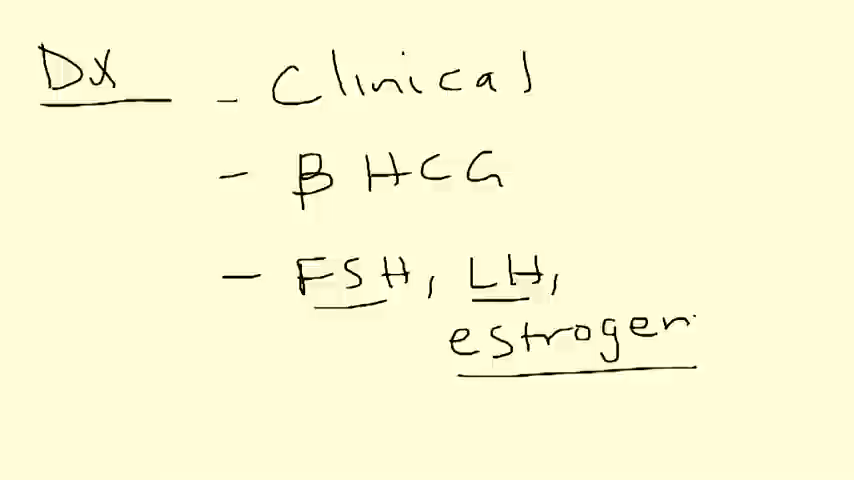 Dx - Clinical
- β HCG
- FSH, LH,
estrogen